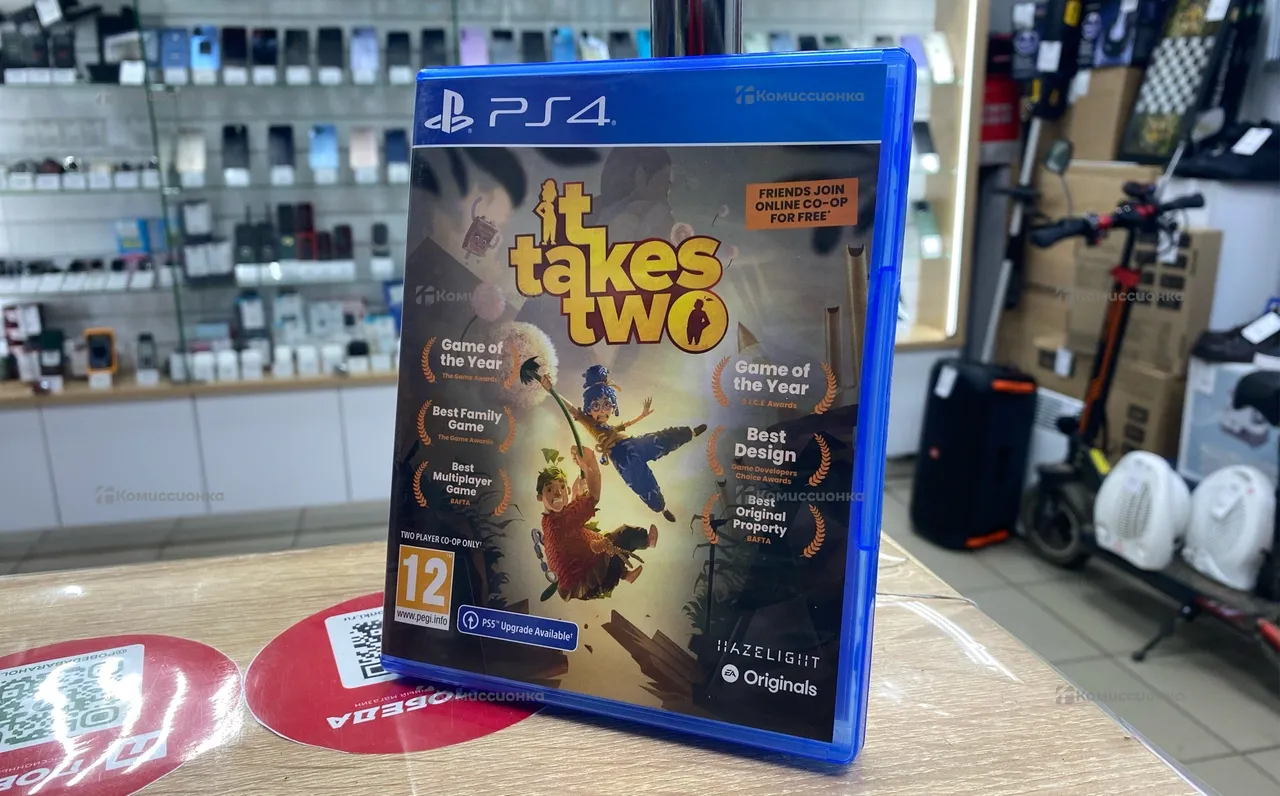 PS4
Комиссионка
FRIENDS JOIN
ONLINE CO-OP
FOR FREE*
it
takes
two
Game of
the Year
The Game Awards
Best Family
Game
The Game Awards
Best
Multiplayer
Game
BAFTA
Game of
the Year
D.I.C.E Awards
Best
Design
Game Developers
Choice Awards
Комиссионка
Best
Original
Property
BAFTA
TWO PLAYER CO-OP ONLY†
12
www.pegi.info
PS5™ Upgrade Available†
HAZELIGHT
EA Originals
Комиссионка
Комиссионка
Комиссионка
Комиссионка
ПОБЕДА